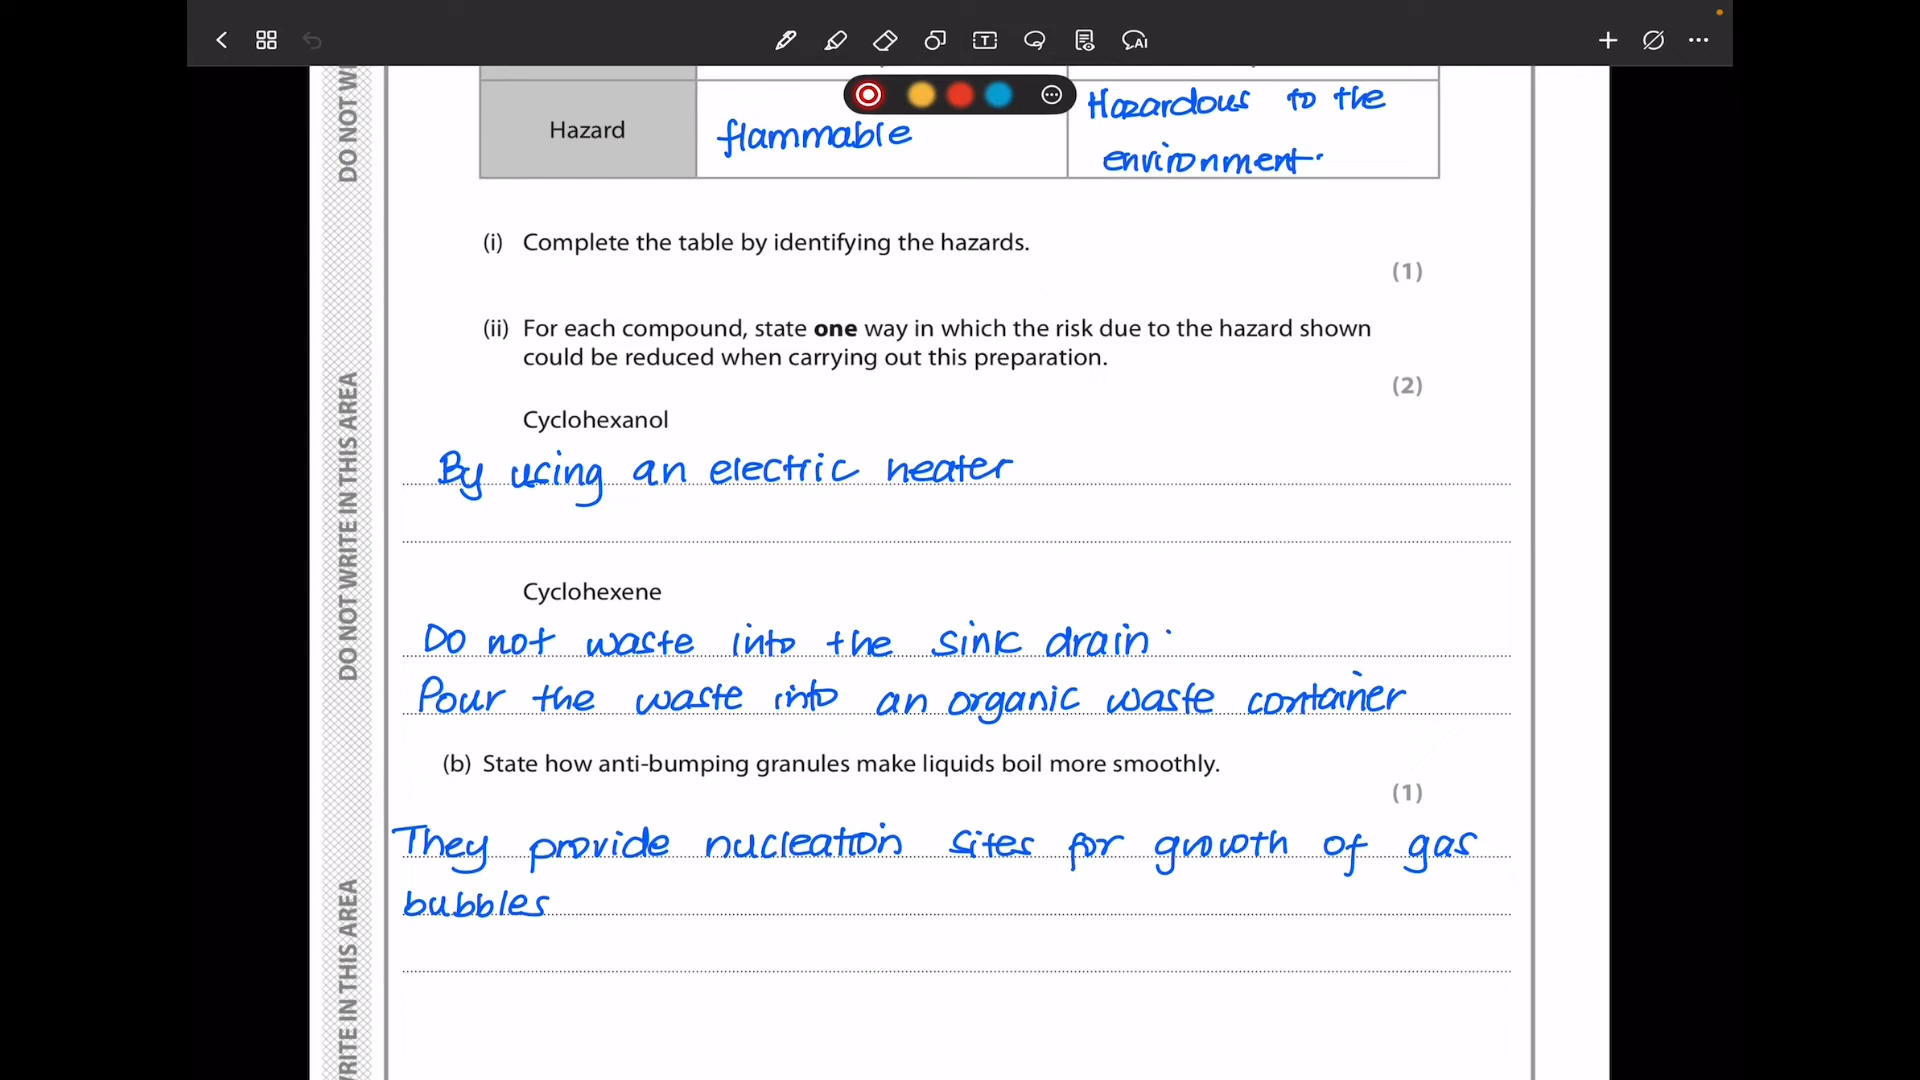 AI
Hazard
flammable
Hazardous to the
environment.
(i) Complete the table by identifying the hazards.
(1)
(ii) For each compound, state one way in which the risk due to the hazard shown
could be reduced when carrying out this preparation.
(2)
Cyclohexanol
By using an electric heater
Cyclohexene
Do not waste into the sink drain.
Pour the waste into an organic waste container
(b) State how anti-bumping granules make liquids boil more smoothly.
(1)
They provide nucleation sites for growth of gas
bubbles
DO NOT WR
DO NOT WRITE IN THIS AREA
WRITE IN THIS AREA